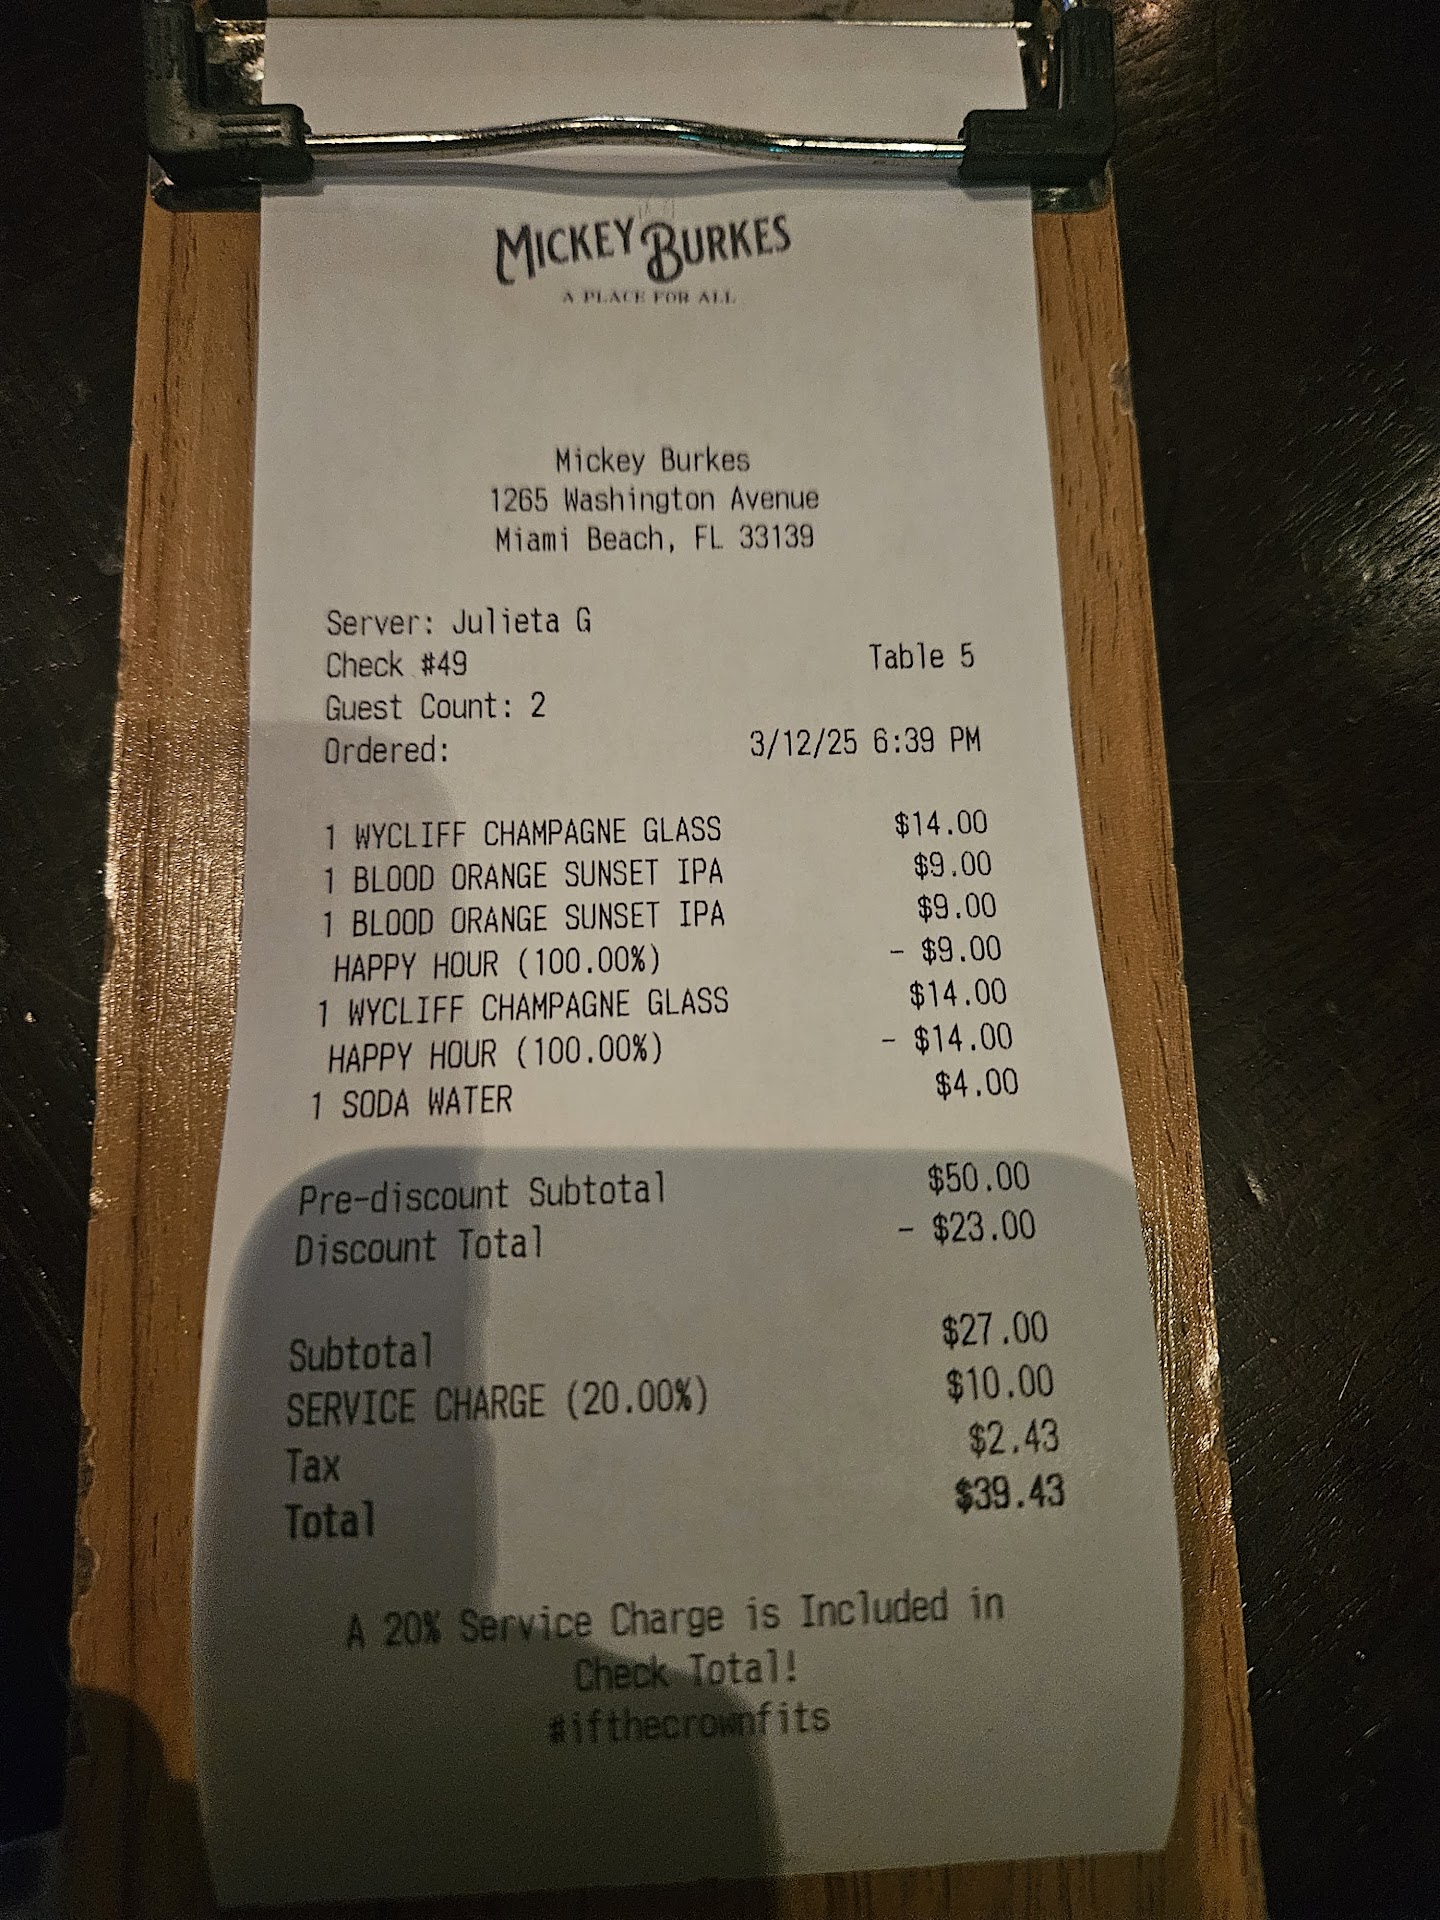 MICKEY BURKES
A PLACE FOR ALL
Mickey Burkes
1265 Washington Avenue
Miami Beach, FL 33139
Server: Julieta G
Check #49 Table 5
Guest Count: 2
Ordered: 3/12/25 6:39 PM
1 WYCLIFF CHAMPAGNE GLASS $14.00
1 BLOOD ORANGE SUNSET IPA $9.00
1 BLOOD ORANGE SUNSET IPA $9.00
HAPPY HOUR (100.00%) - $9.00
1 WYCLIFF CHAMPAGNE GLASS $14.00
HAPPY HOUR (100.00%) - $14.00
1 SODA WATER $4.00
Pre-discount Subtotal $50.00
Discount Total - $23.00
Subtotal $27.00
SERVICE CHARGE (20.00%) $10.00
Tax $2.43
Total $39.43
A 20% Service Charge is Included in
Check Total!
#ifthecrownfits